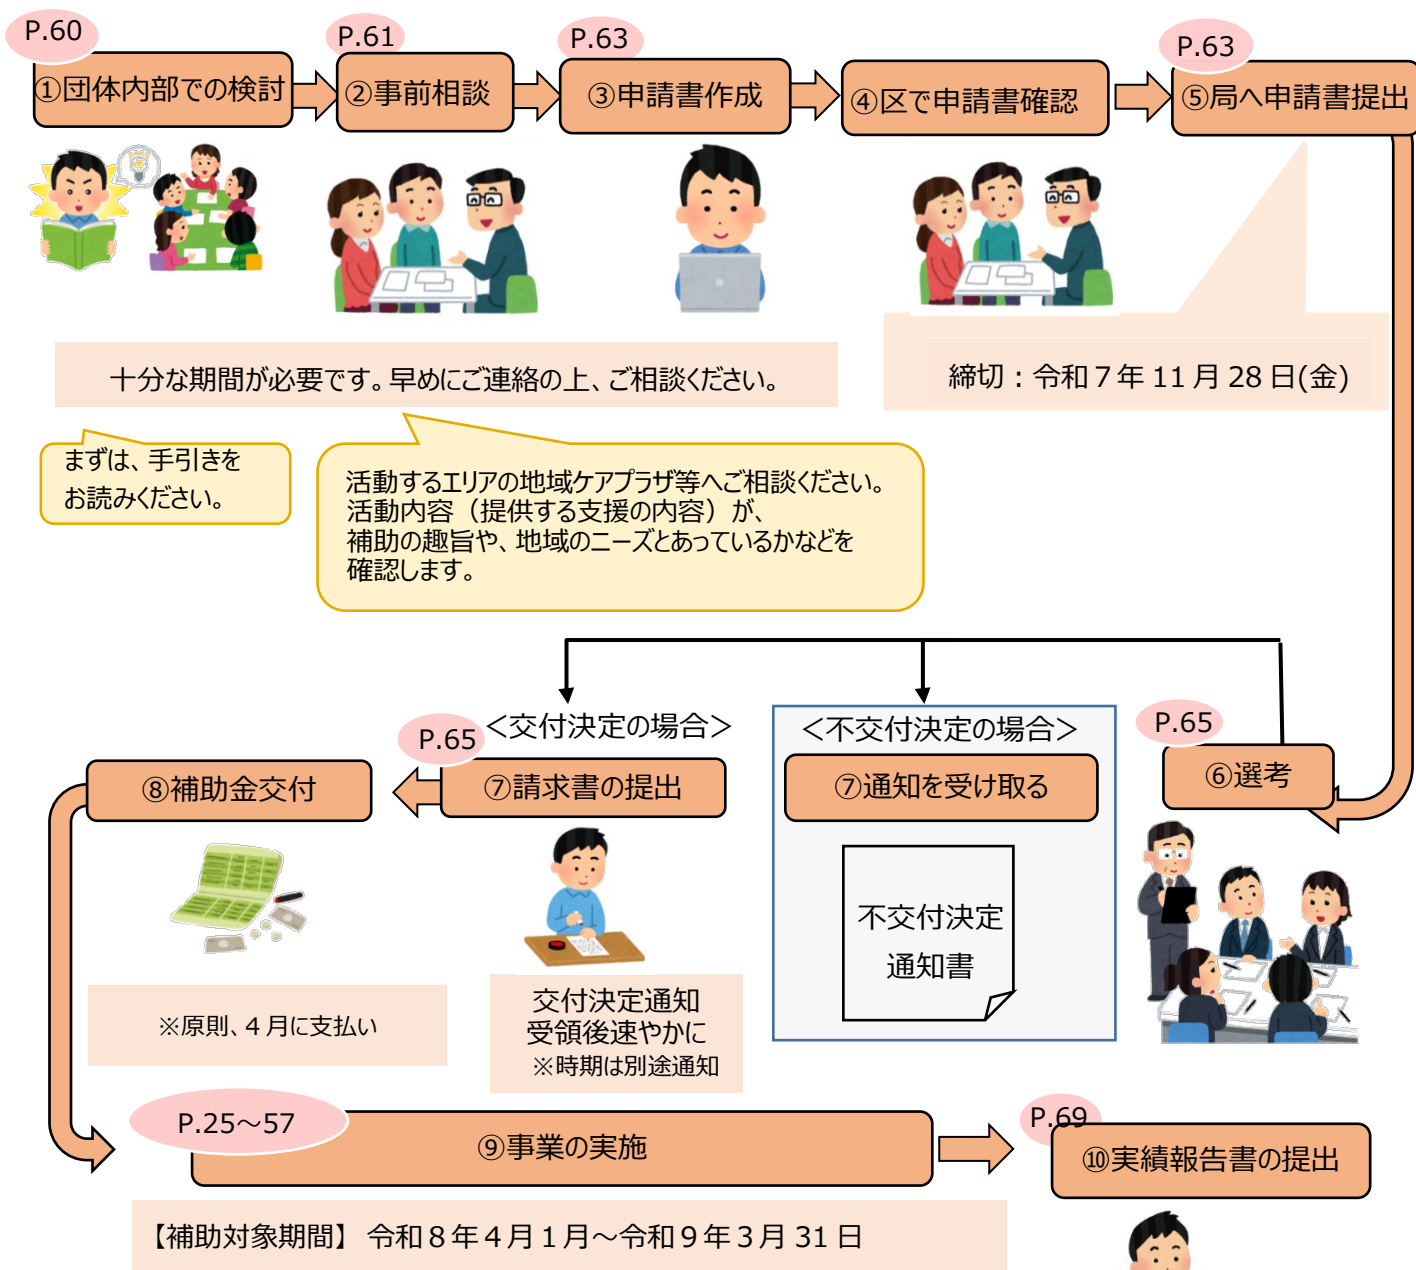 P.60
①団体内部での検討
P.61
②事前相談
P.63
③申請書作成
④区で申請書確認
P.63
⑤局へ申請書提出
十分な期間が必要です。早めにご連絡の上、ご相談ください。
締切：令和７年 11 月 28 日(金)
まずは、手引きを
お読みください。
活動するエリアの地域ケアプラザ等へご相談ください。
活動内容（提供する支援の内容）が、
補助の趣旨や、地域のニーズとあっているかなどを
確認します。
P.65
⑥選考
＜交付決定の場合＞
P.65
⑦請求書の提出
交付決定通知
受領後速やかに
※時期は別途通知
＜不交付決定の場合＞
⑦通知を受け取る
不交付決定
通知書
⑧補助金交付
※原則、４月に支払い
P.25～57
⑨事業の実施
【補助対象期間】 令和８年４月１月～令和９年３月 31 日
P.69
⑩実績報告書の提出